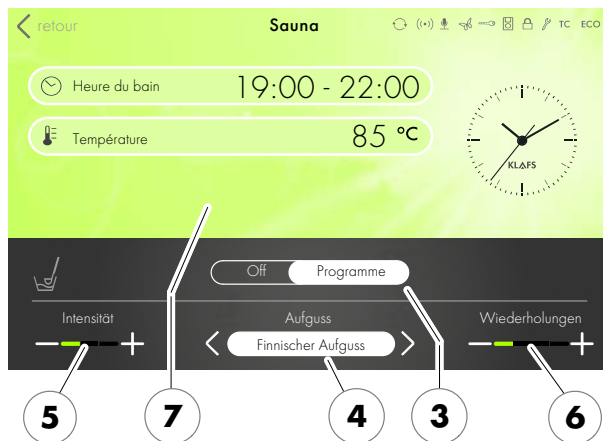 retour
Sauna
TC ECO
Heure du bain 19:00 - 22:00
Température 85 °C
KLAFS
Off Programme
Intensität Aufguss Wiederholungen
Finnischer Aufguss
5 7 4 3 6